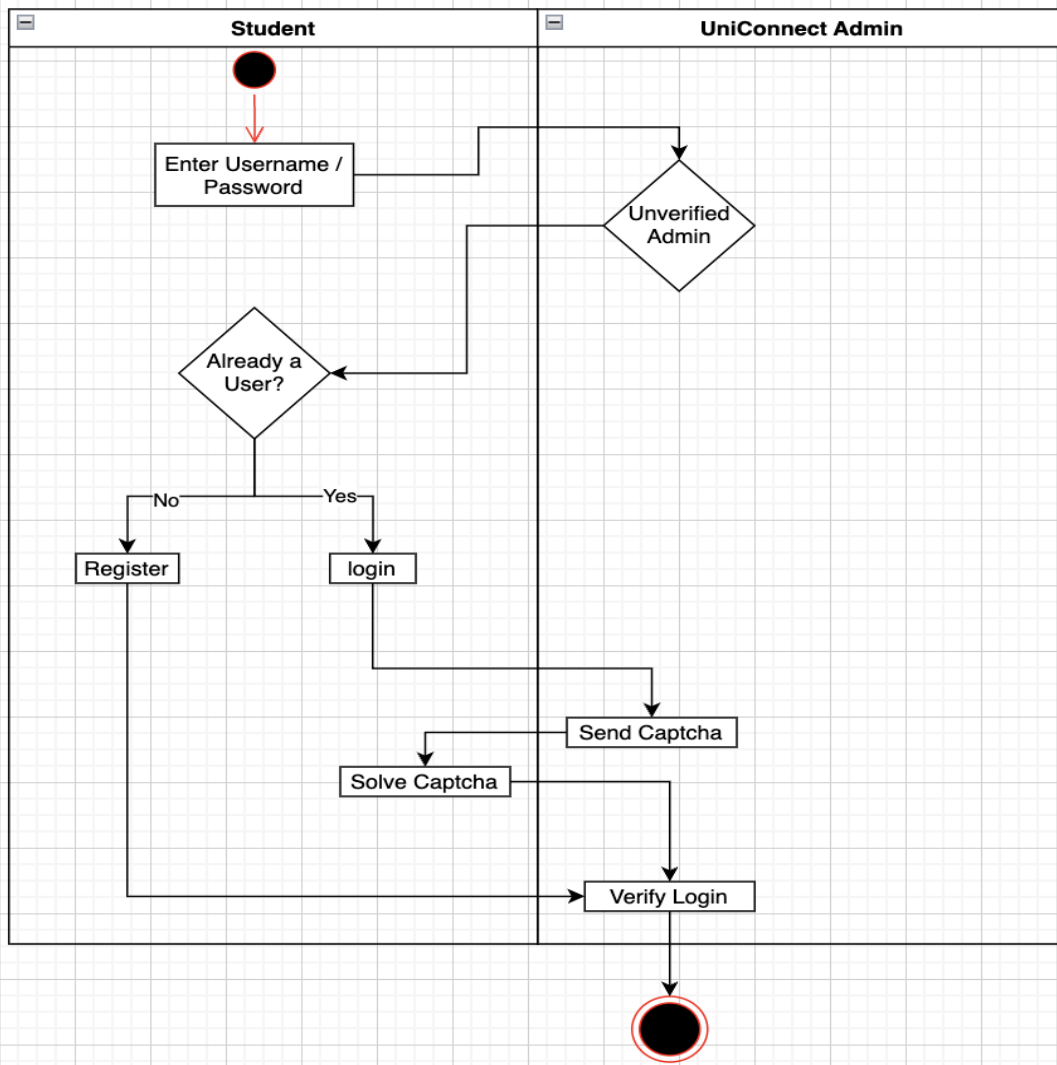 Student
UniConnect Admin
Enter Username /
Password
Unverified
Admin
Already a
User?
No
Yes
Register
login
Send Captcha
Solve Captcha
Verify Login